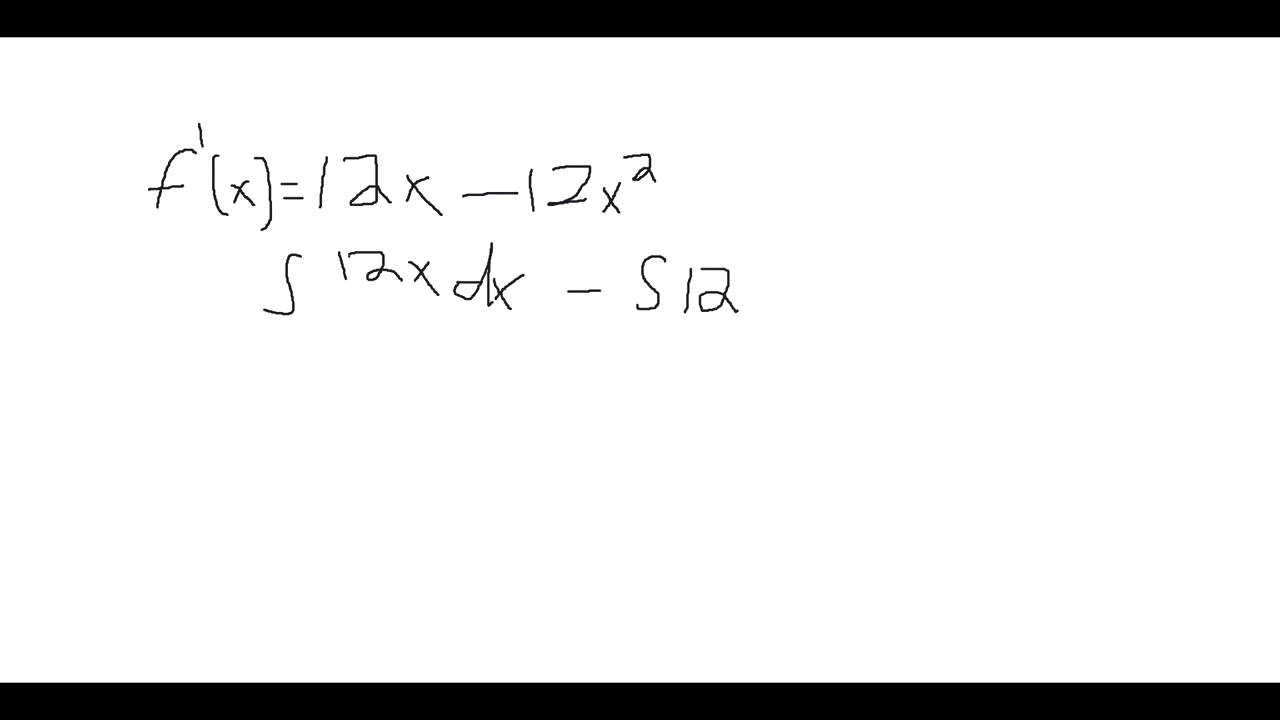 f'(x)=12x-12x²
∫12x dx - ∫12